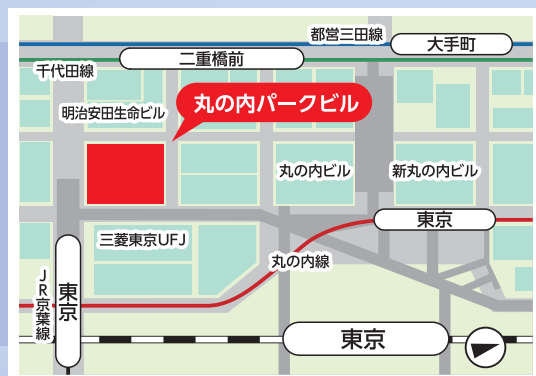 都営三田線
大手町
二重橋前
千代田線
丸の内パークビル
明治安田生命ビル
丸の内ビル
新丸の内ビル
東京
三菱東京UFJ
丸の内線
JR京葉線
東京
東京